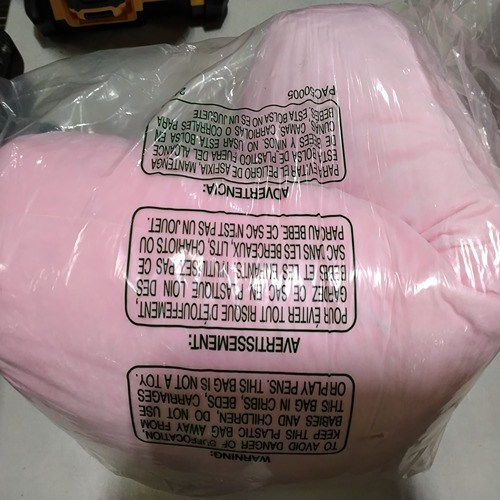 WARNING:
TO AVOID DANGER OF SUFFOCATION,
KEEP THIS PLASTIC BAG AWAY FROM
BABIES AND CHILDREN, DO NOT USE
THIS BAG IN CRIBS, BEDS, CARRIAGES
OR PLAY PENS. THIS BAG IS NOT A TOY.
AVERTISSEMENT:
POUR ÉVITER TOUT RISQUE D'ÉTOUFFEMENT,
GARDEZ CE SAC EN PLASTIQUE LOIN DES
BEBB ET LES ENFANTS. N'UTILISEZ PAS CE
SAC DANS LES BERCEAUX, LITS, CHARIOTS OU
PARCAU BEBE CE SAC N'EST PAS UN JOUET.
ADVERTENCIA:
PARA EVITAR EL PELIGRO DE ASFIXIA, MANTENGA
ESTA BOLSA DE PLASTICO FUERA DEL ALCANCE
DE BEBES Y NINOS. NO USAR ESTA BOLSA EN
CUNAS, CAMAS, CARRIOLAS O CORRALES PARA
BEBES. ESTA BOLSA NO ES UN JUGUETE
PAC30005